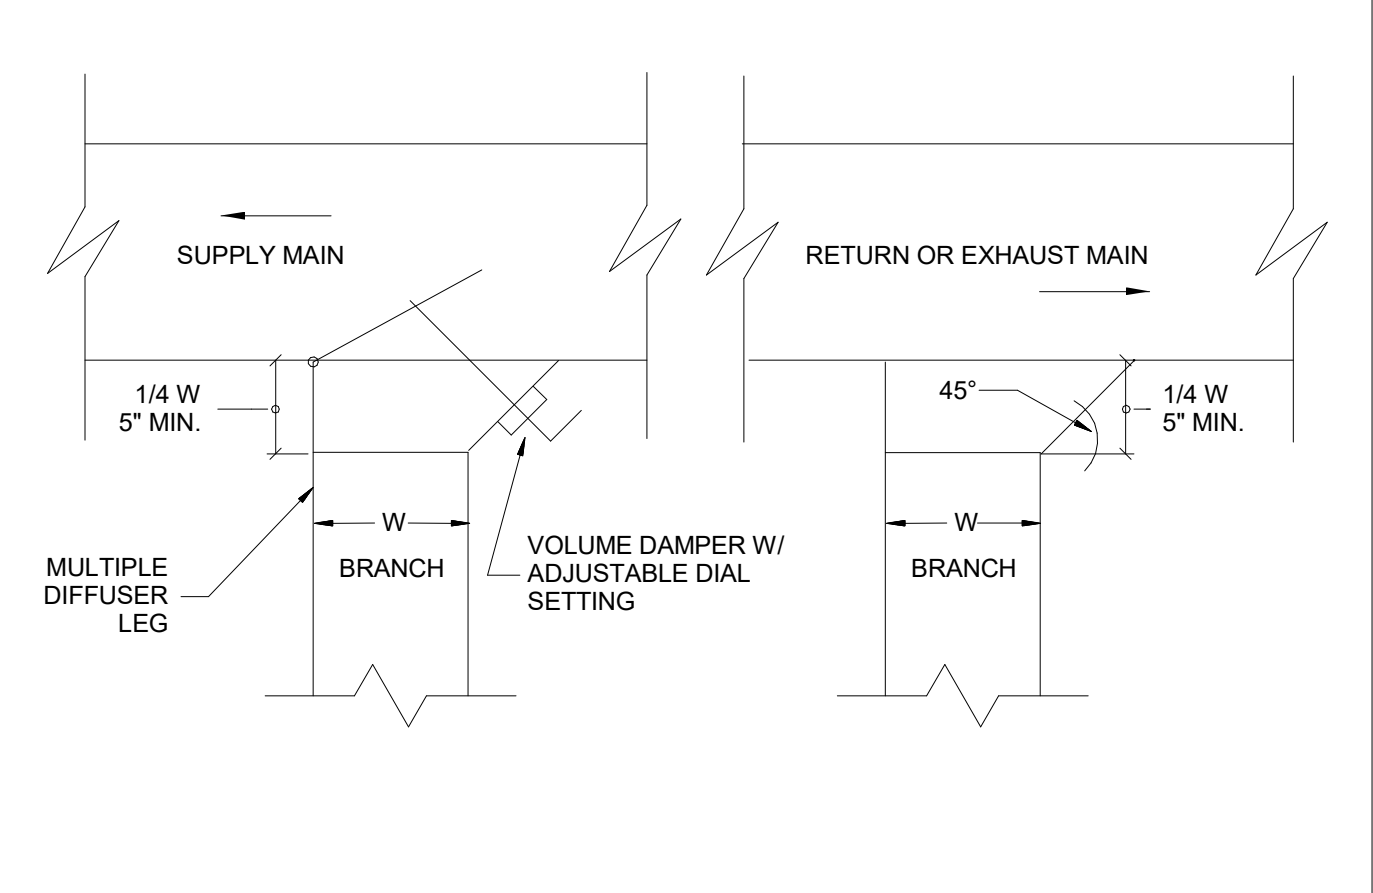 SUPPLY MAIN
1/4 W
5" MIN.
W
BRANCH
MULTIPLE
DIFFUSER
LEG
VOLUME DAMPER W/
ADJUSTABLE DIAL
SETTING
RETURN OR EXHAUST MAIN
45°
1/4 W
5" MIN.
W
BRANCH